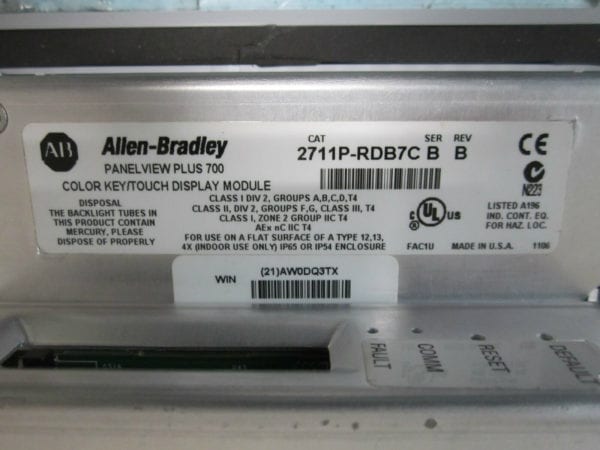 AB Allen-Bradley
PANELVIEW PLUS 700
COLOR KEY/TOUCH DISPLAY MODULE
DISPOSAL
THE BACKLIGHT TUBES IN
THIS PRODUCT CONTAIN
MERCURY, PLEASE
DISPOSE OF PROPERLY
CAT SER REV
2711P-RDB7C B B
CLASS I DIV 2, GROUPS A,B,C,D,T4
CLASS II, DIV 2, GROUPS F,G, CLASS III, T4
CLASS I, ZONE 2 GROUP IIC T4
AEx nC IIC T4
FOR USE ON A FLAT SURFACE OF A TYPE 12,13,
4X (INDOOR USE ONLY) IP65 OR IP54 ENCLOSURE
CE
N223
c UL US
LISTED A196
IND. CONT. EQ.
FOR HAZ. LOC.
FAC1U MADE IN U.S.A. 1106
WIN (21)AW0DQ3TX
FAULT
COMM
RESET
DEFAULT